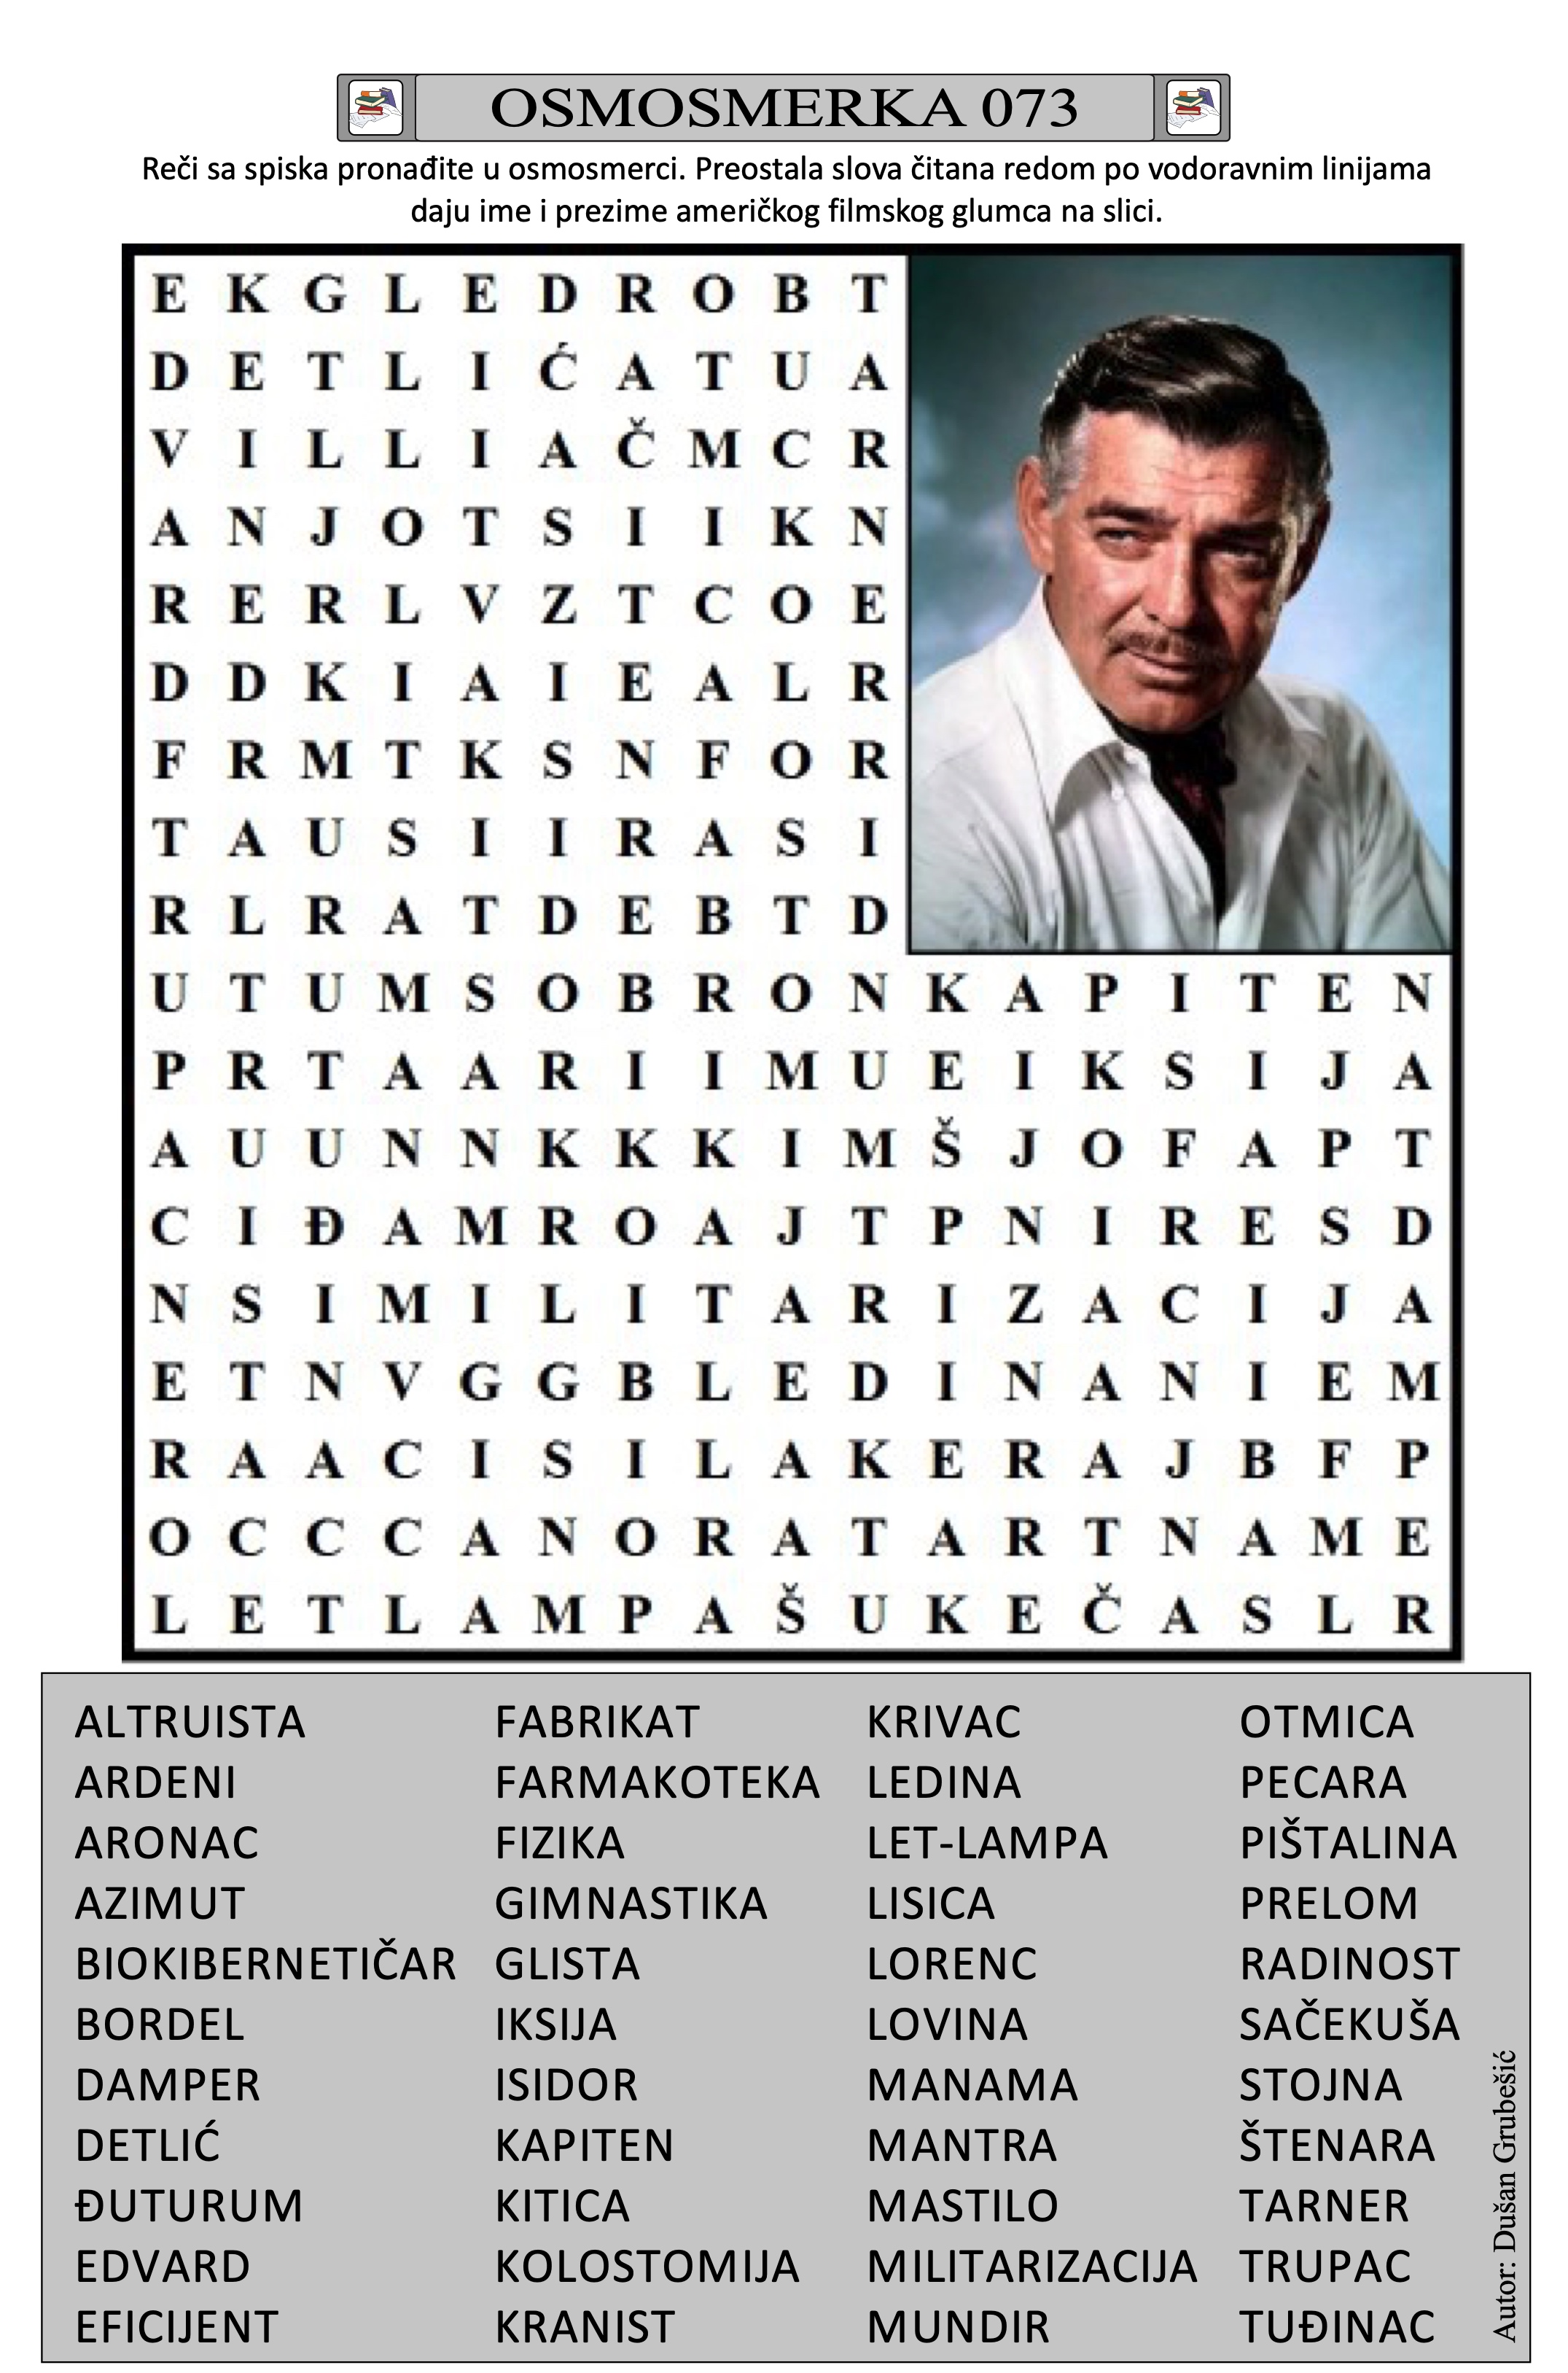 OSMOSMERKA 073
Reči sa spiska pronađite u osmosmerci. Preostala slova čitana redom po vodoravnim linijama
daju ime i prezime američkog filmskog glumca na slici.
E K G L E D R O B T
D E T L I Ć A T U A
V I L L I A Č M C R
A N J O T S I I K N
R E R L V Z T C O E
D D K I A I E A L R
F R M T K S N F O R
T A U S I I R A S I
R L R A T D E B T D
U T U M S O B R O N K A P I T E N
P R T A A R I I M U E I K S I J A
A U U N N K K K I M Š J O F A P T
C I Đ A M R O A J T P N I R E S D
N S I M I L I T A R I Z A C I J A
E T N V G G B L E D I N A N I E M
R A A C I S I L A K E R A J B F P
O C C C A N O R A T A R T N A M E
L E T L A M P A Š U K E Č A S L R
ALTRUISTA FABRIKAT KRIVAC OTMICA
ARDENI FARMAKOTEKA LEDINA PECARA
ARONAC FIZIKA LET-LAMPA PIŠTALINA
AZIMUT GIMNASTIKA LISICA PRELOM
BIOKIBERNETIČAR GLISTA LORENC RADINOST
BORDEL IKSIJA LOVINA SAČEKUŠA
DAMPER ISIDOR MANAMA STOJNA
DETLIĆ KAPITEN MANTRA ŠTENARA
ĐUTURUM KITICA MASTILO TARNER
EDVARD KOLOSTOMIJA MILITARIZACIJA TRUPAC
EFICIJENT KRANIST MUNDIR TUĐINAC
Autor: Dušan Grubešić